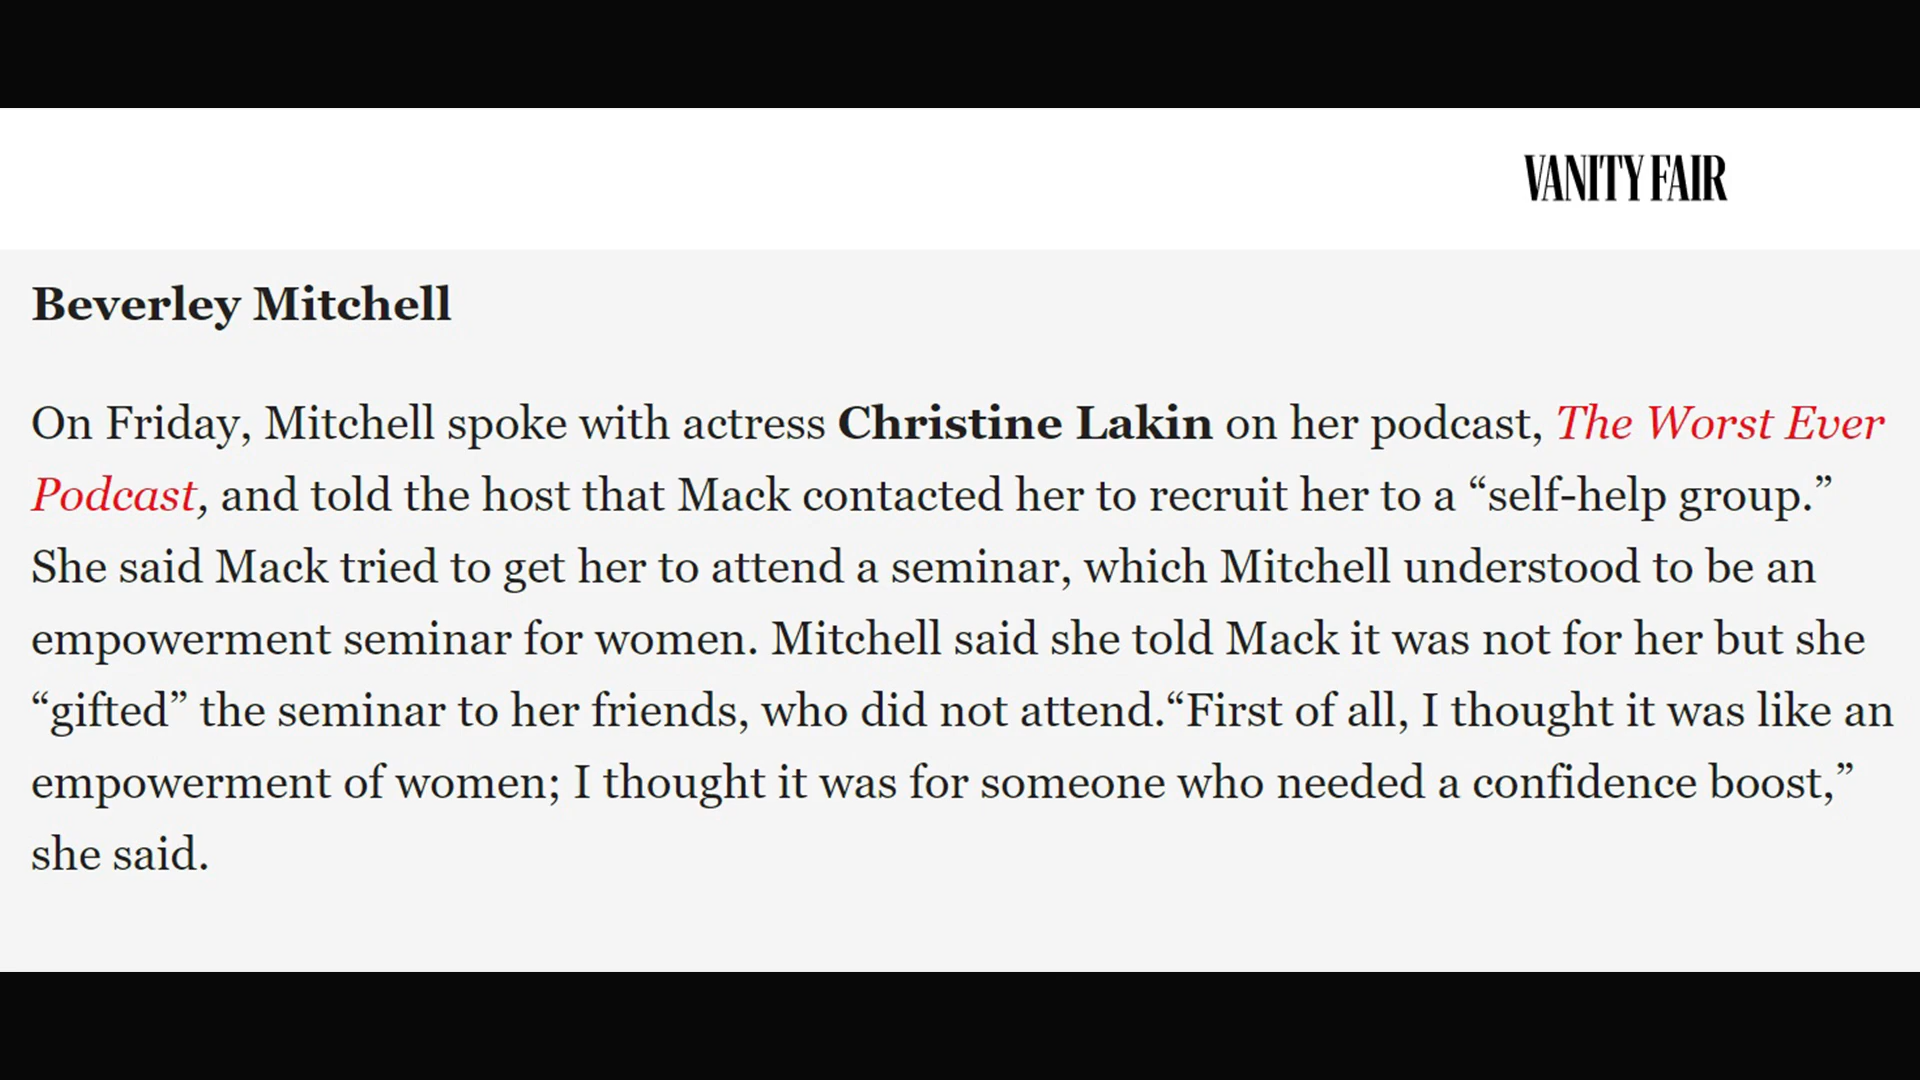 VANITY FAIR
Beverley Mitchell
On Friday, Mitchell spoke with actress Christine Lakin on her podcast, The Worst Ever
Podcast, and told the host that Mack contacted her to recruit her to a “self-help group.”
She said Mack tried to get her to attend a seminar, which Mitchell understood to be an
empowerment seminar for women. Mitchell said she told Mack it was not for her but she
“gifted” the seminar to her friends, who did not attend.“First of all, I thought it was like an
empowerment of women; I thought it was for someone who needed a confidence boost,”
she said.